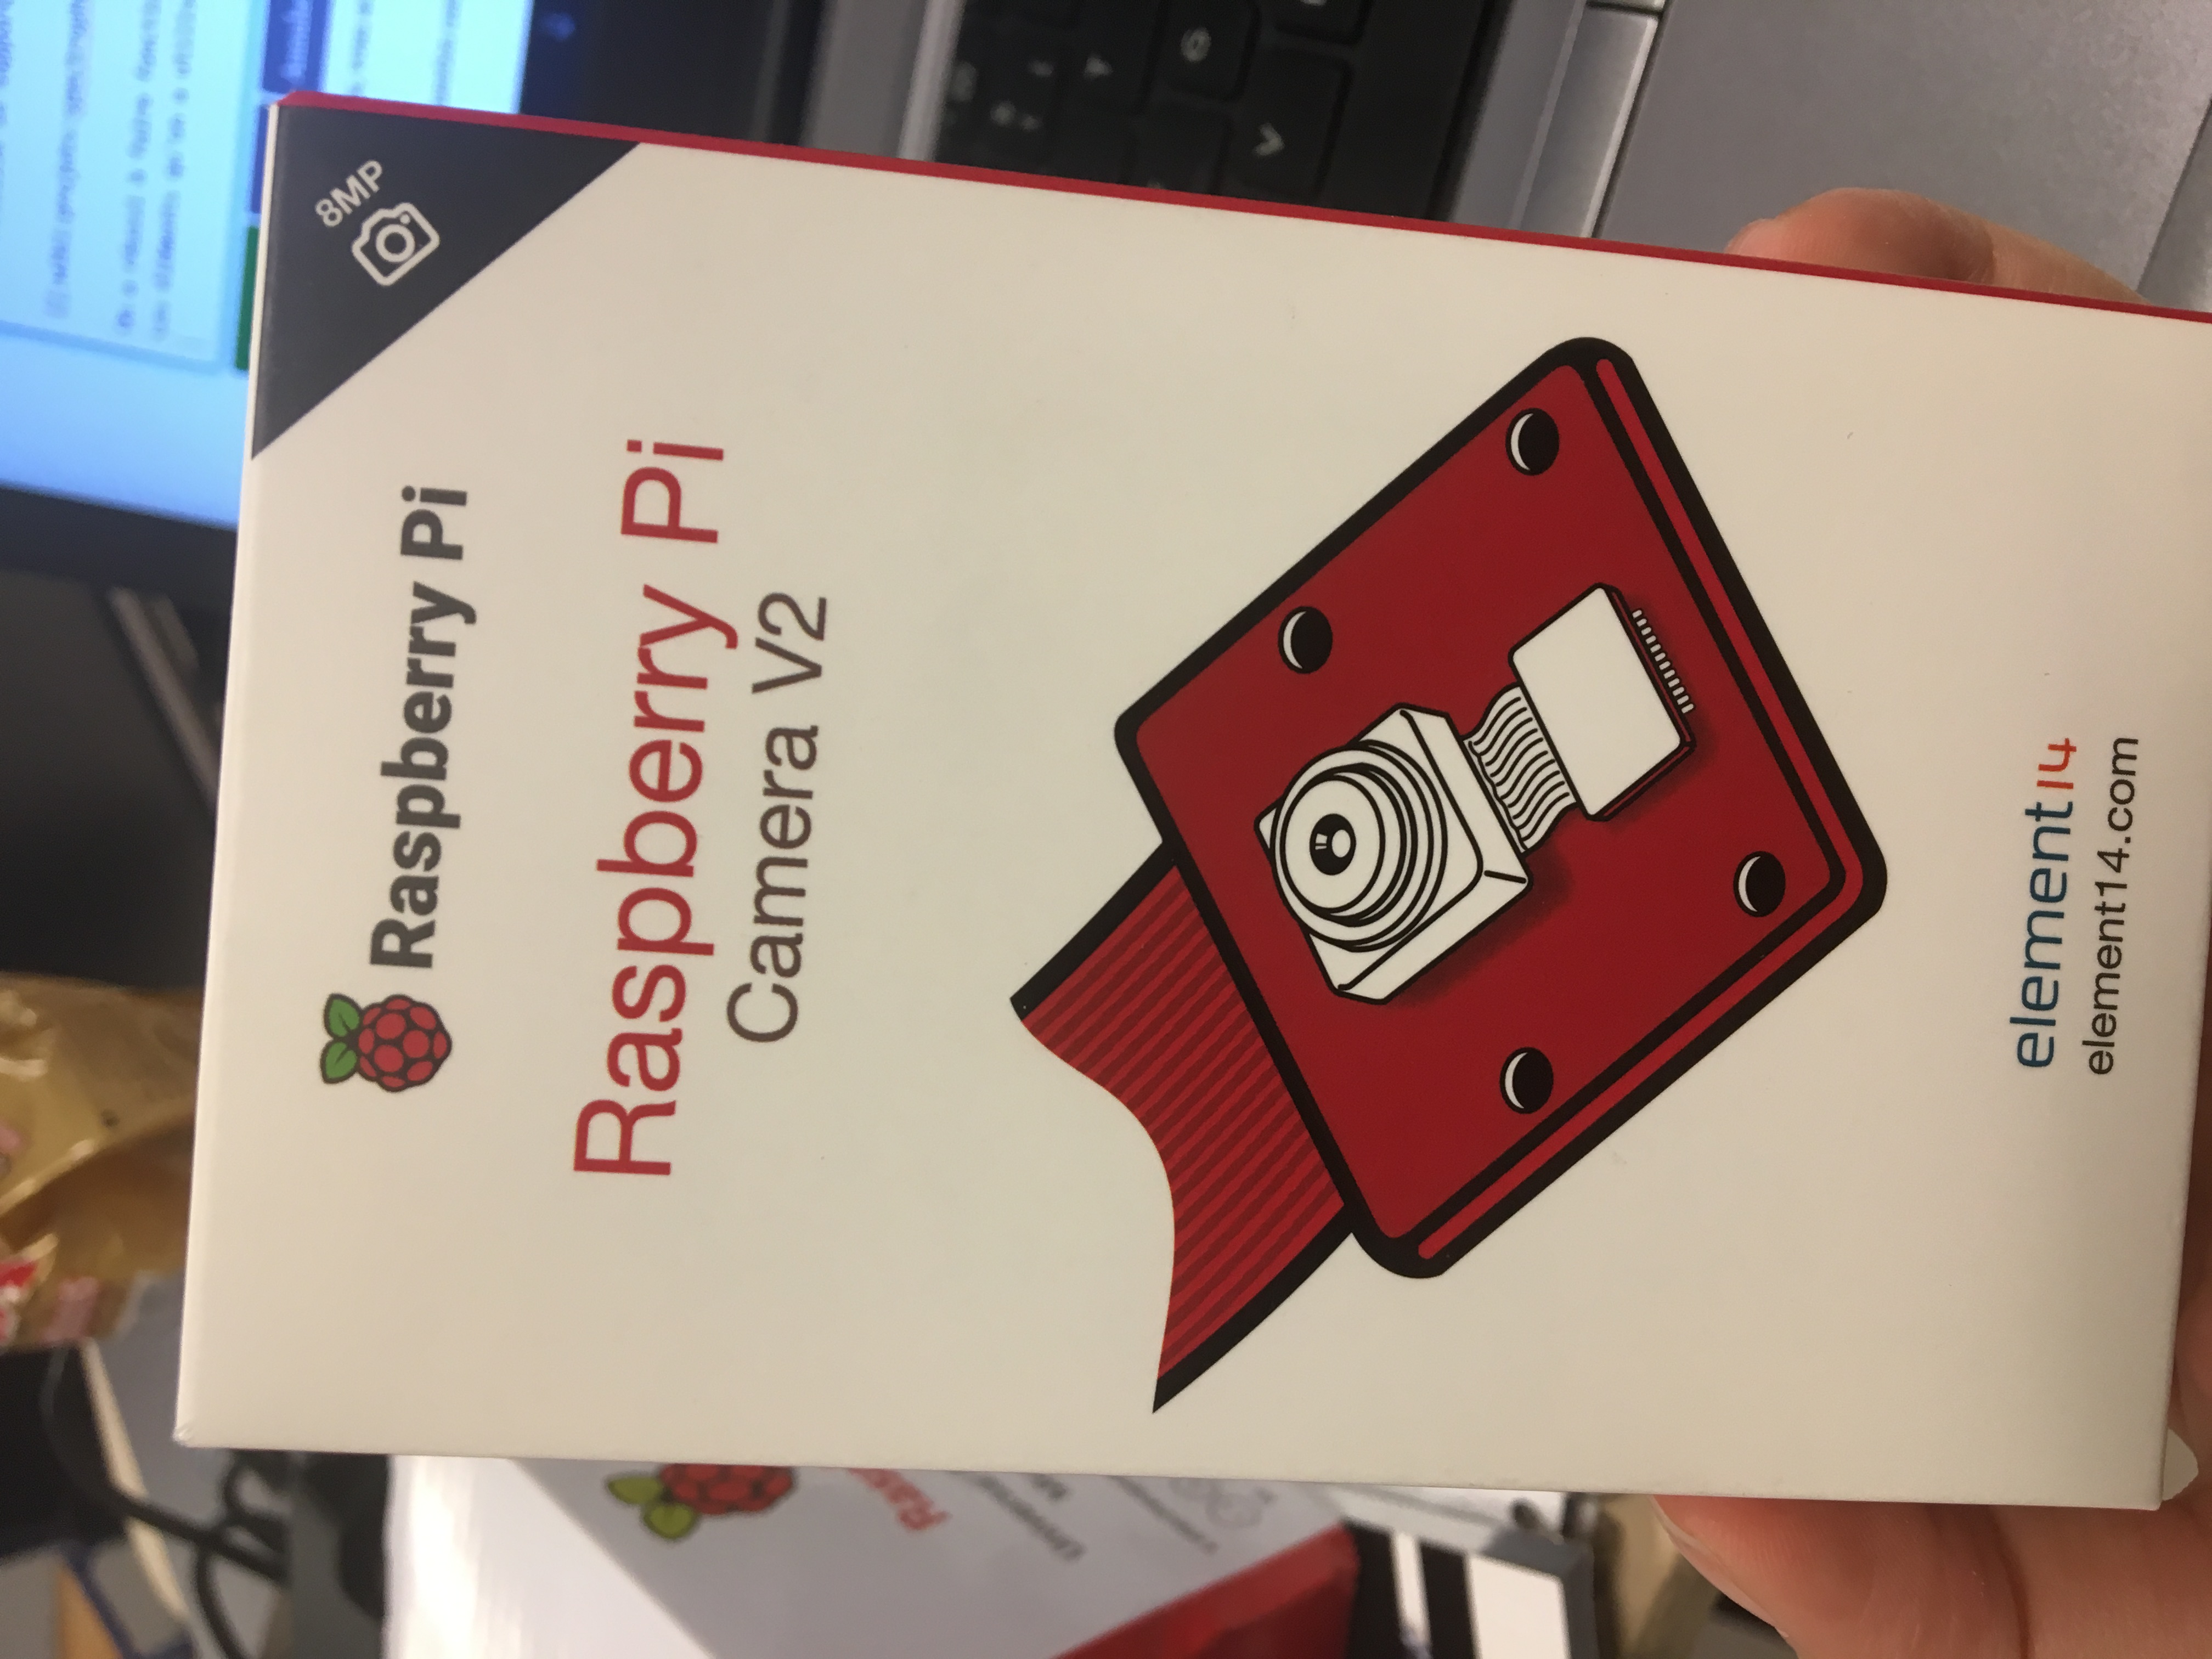 8MP
Raspberry Pi
Raspberry Pi
Camera V2
element14
element14.com